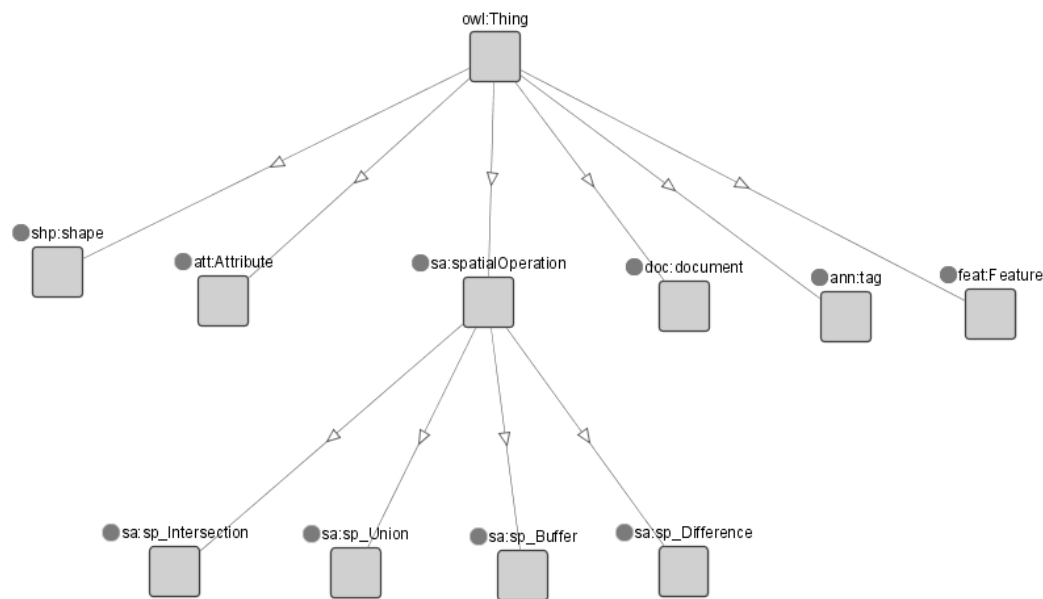 owl:Thing
shp:shape
att:Attribute
sa:spatialOperation
doc:document
ann:tag
feat:Feature
sa:sp_Intersection
sa:sp_Union
sa:sp_Buffer
sa:sp_Difference